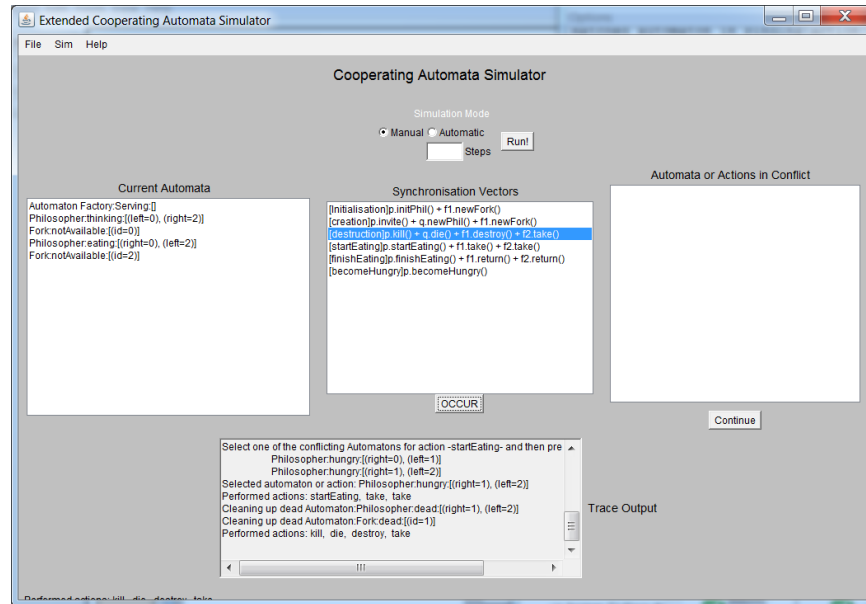 Extended Cooperating Automata Simulator
File Sim Help
Cooperating Automata Simulator
Simulation Mode
Manual Automatic
Steps
Run!
Current Automata
Automaton Factory:Serving:[]
Philosopher:thinking:[(left=0), (right=2)]
Fork:notAvailable:[(id=0)]
Philosopher:eating:[(right=0), (left=2)]
Fork:notAvailable:[(id=2)]
Synchronisation Vectors
[Initialisation]p.initPhil() + f1.newFork()
[creation]p.invite() + q.newPhil() + f1.newFork()
[destruction]p.kill() + q.die() + f1.destroy() + f2.take()
[startEating]p.startEating() + f1.take() + f2.take()
[finishEating]p.finishEating() + f1.return() + f2.return()
[becomeHungry]p.becomeHungry()
OCCUR
Automata or Actions in Conflict
Continue
Select one of the conflicting Automatons for action -startEating- and then pre
Philosopher:hungry:[(right=0), (left=1)]
Philosopher:hungry:[(right=1), (left=2)]
Selected automaton or action: Philosopher:hungry:[(right=1), (left=2)]
Performed actions: startEating, take, take
Cleaning up dead Automaton:Philosopher:dead:[(right=1), (left=2)]
Cleaning up dead Automaton:Fork:dead:[(id=1)]
Performed actions: kill, die, destroy, take
Trace Output
Performed actions: kill, die, destroy, take